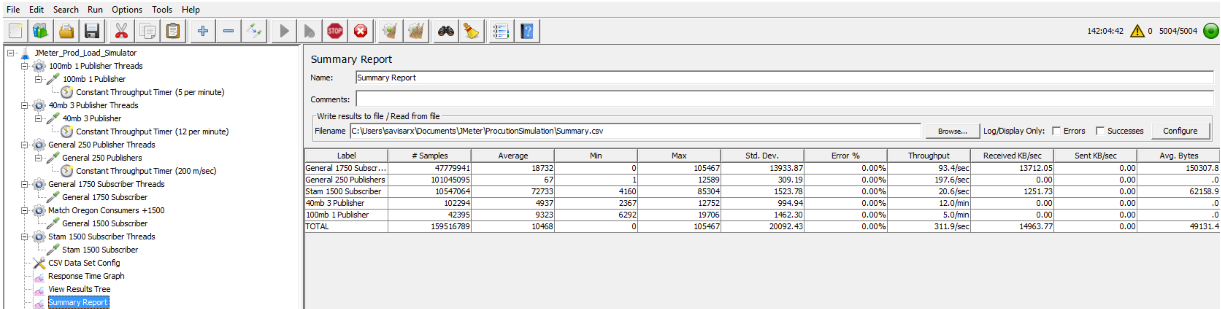 File Edit Search Run Options Tools Help
STOP
142:04:42 0 5004/5004
JMeter_Prod_Load_Simulator
100mb 1 Publisher Threads
100mb 1 Publisher
Constant Throughput Timer (5 per minute)
40mb 3 Publisher Threads
40mb 3 Publisher
Constant Throughput Timer (12 per minute)
General 250 Publisher Threads
General 250 Publishers
Constant Throughput Timer (200 m/sec)
General 1750 Subscriber Threads
General 1750 Subscriber
Match Oregon Consumers +1500
General 1500 Subscriber
Stam 1500 Subscriber Threads
Stam 1500 Subscriber
CSV Data Set Config
Response Time Graph
View Results Tree
Summary Report
Summary Report
Name: Summary Report
Comments:
Write results to file / Read from file
Filename C:\Users\savisarx\Documents\JMeter\ProcutionSimulation\Summary.csv Browse... Log/Display Only: Errors Successes Configure
Label # Samples Average Min Max Std. Dev. Error % Throughput Received KB/sec Sent KB/sec Avg. Bytes
General 1750 Subscr... 47779941 18732 0 105467 13933.87 0.00% 93.4/sec 13712.05 0.00 150307.8
General 250 Publishers 101045095 67 1 12589 309.19 0.00% 197.6/sec 0.00 0.00 .0
Stam 1500 Subscriber 10547064 72733 4160 85304 1523.78 0.00% 20.6/sec 1251.73 0.00 62158.9
40mb 3 Publisher 102294 4937 2367 12752 994.94 0.00% 12.0/min 0.00 0.00 .0
100mb 1 Publisher 42395 9323 6292 19706 1462.30 0.00% 5.0/min 0.00 0.00 .0
TOTAL 159516789 10468 0 105467 20092.43 0.00% 311.9/sec 14963.77 0.00 49131.4